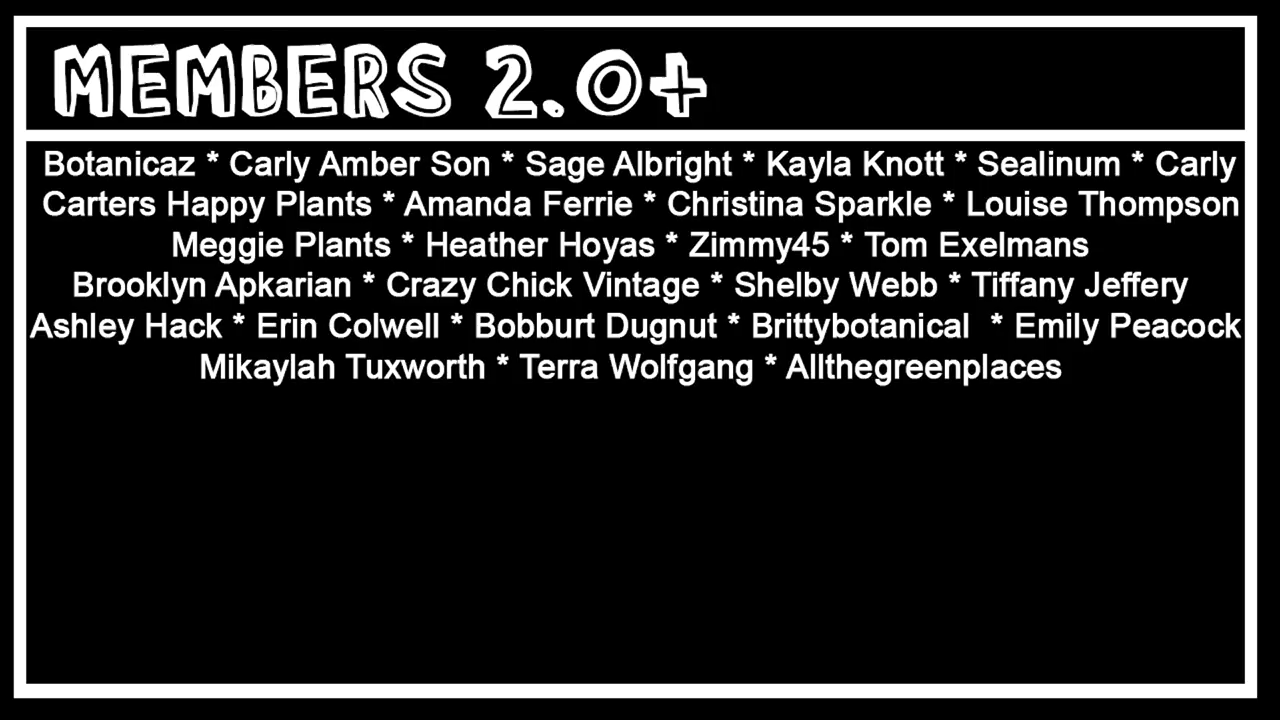 MEMBERS 2.0+
Botanicaz * Carly Amber Son * Sage Albright * Kayla Knott * Sealinum * Carly
Carters Happy Plants * Amanda Ferrie * Christina Sparkle * Louise Thompson
Meggie Plants * Heather Hoyas * Zimmy45 * Tom Exelmans
Brooklyn Apkarian * Crazy Chick Vintage * Shelby Webb * Tiffany Jeffery
Ashley Hack * Erin Colwell * Bobburt Dugnut * Brittybotanical  * Emily Peacock
Mikaylah Tuxworth * Terra Wolfgang * Allthegreenplaces